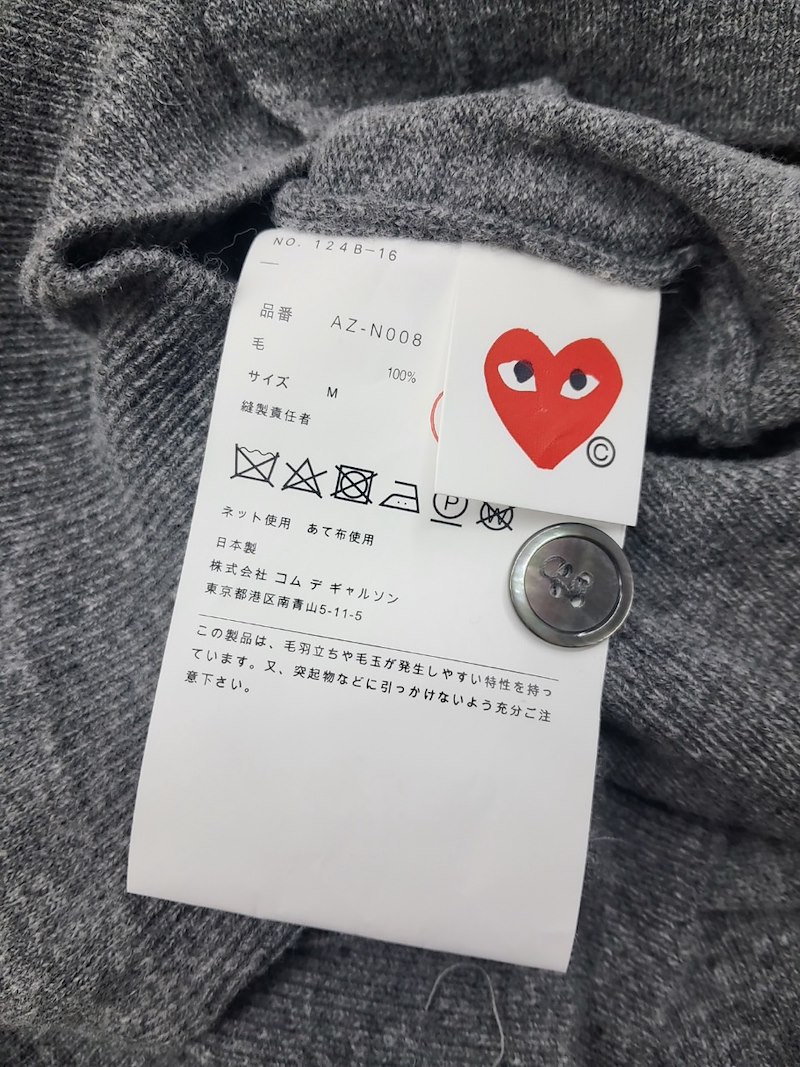 NO. 124B-16
品番 AZ-N008
毛 100%
サイズ M
縫製責任者
P W
ネット使用 あて布使用
日本製
株式会社 コム デ ギャルソン
東京都港区南青山5-11-5
この製品は、毛羽立ちや毛玉が発生しやすい特性を持っ
ています。又、突起物などに引っかけないよう充分ご注
意下さい。
©